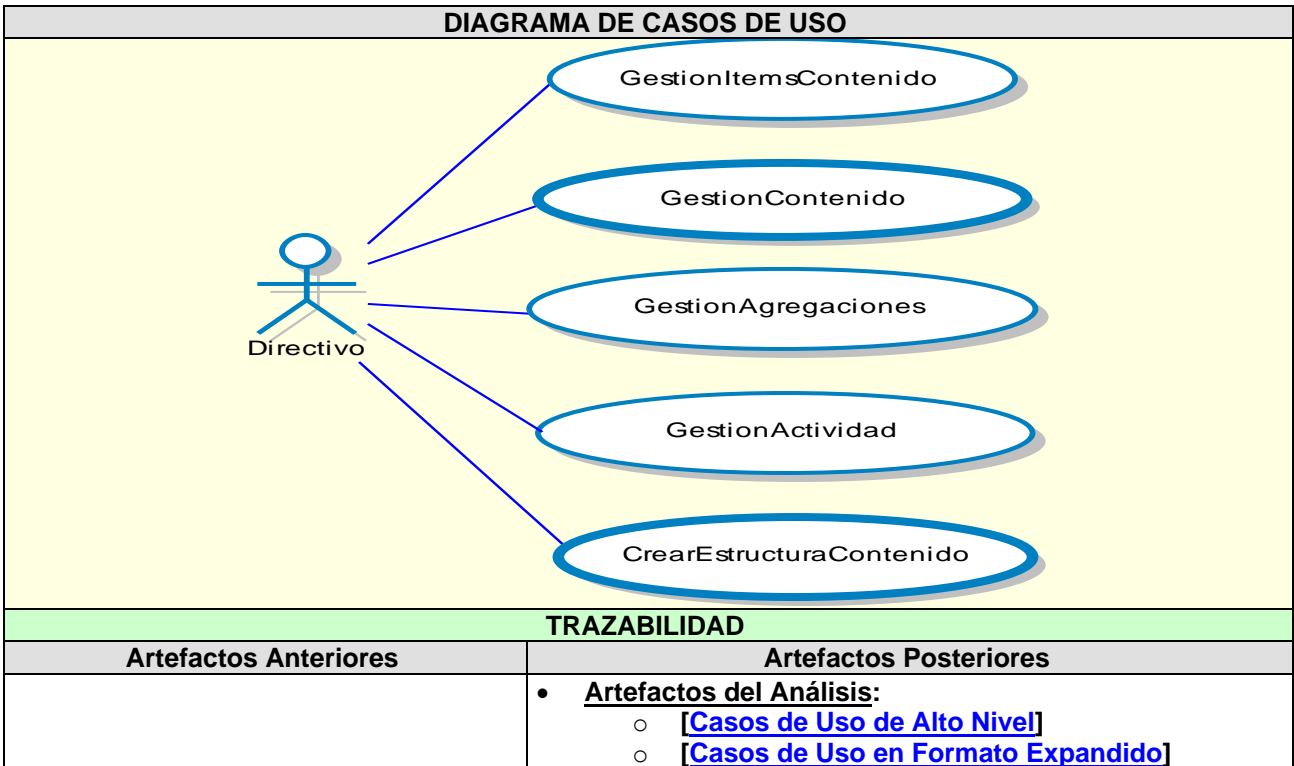 DIAGRAMA DE CASOS DE USO
GestionItemsContenido
GestionContenido
GestionAgregaciones
Directivo
GestionActividad
CrearEstructuraContenido
TRAZABILIDAD
Artefactos Anteriores
Artefactos Posteriores
• Artefactos del Análisis:
o [Casos de Uso de Alto Nivel]
o [Casos de Uso en Formato Expandido]